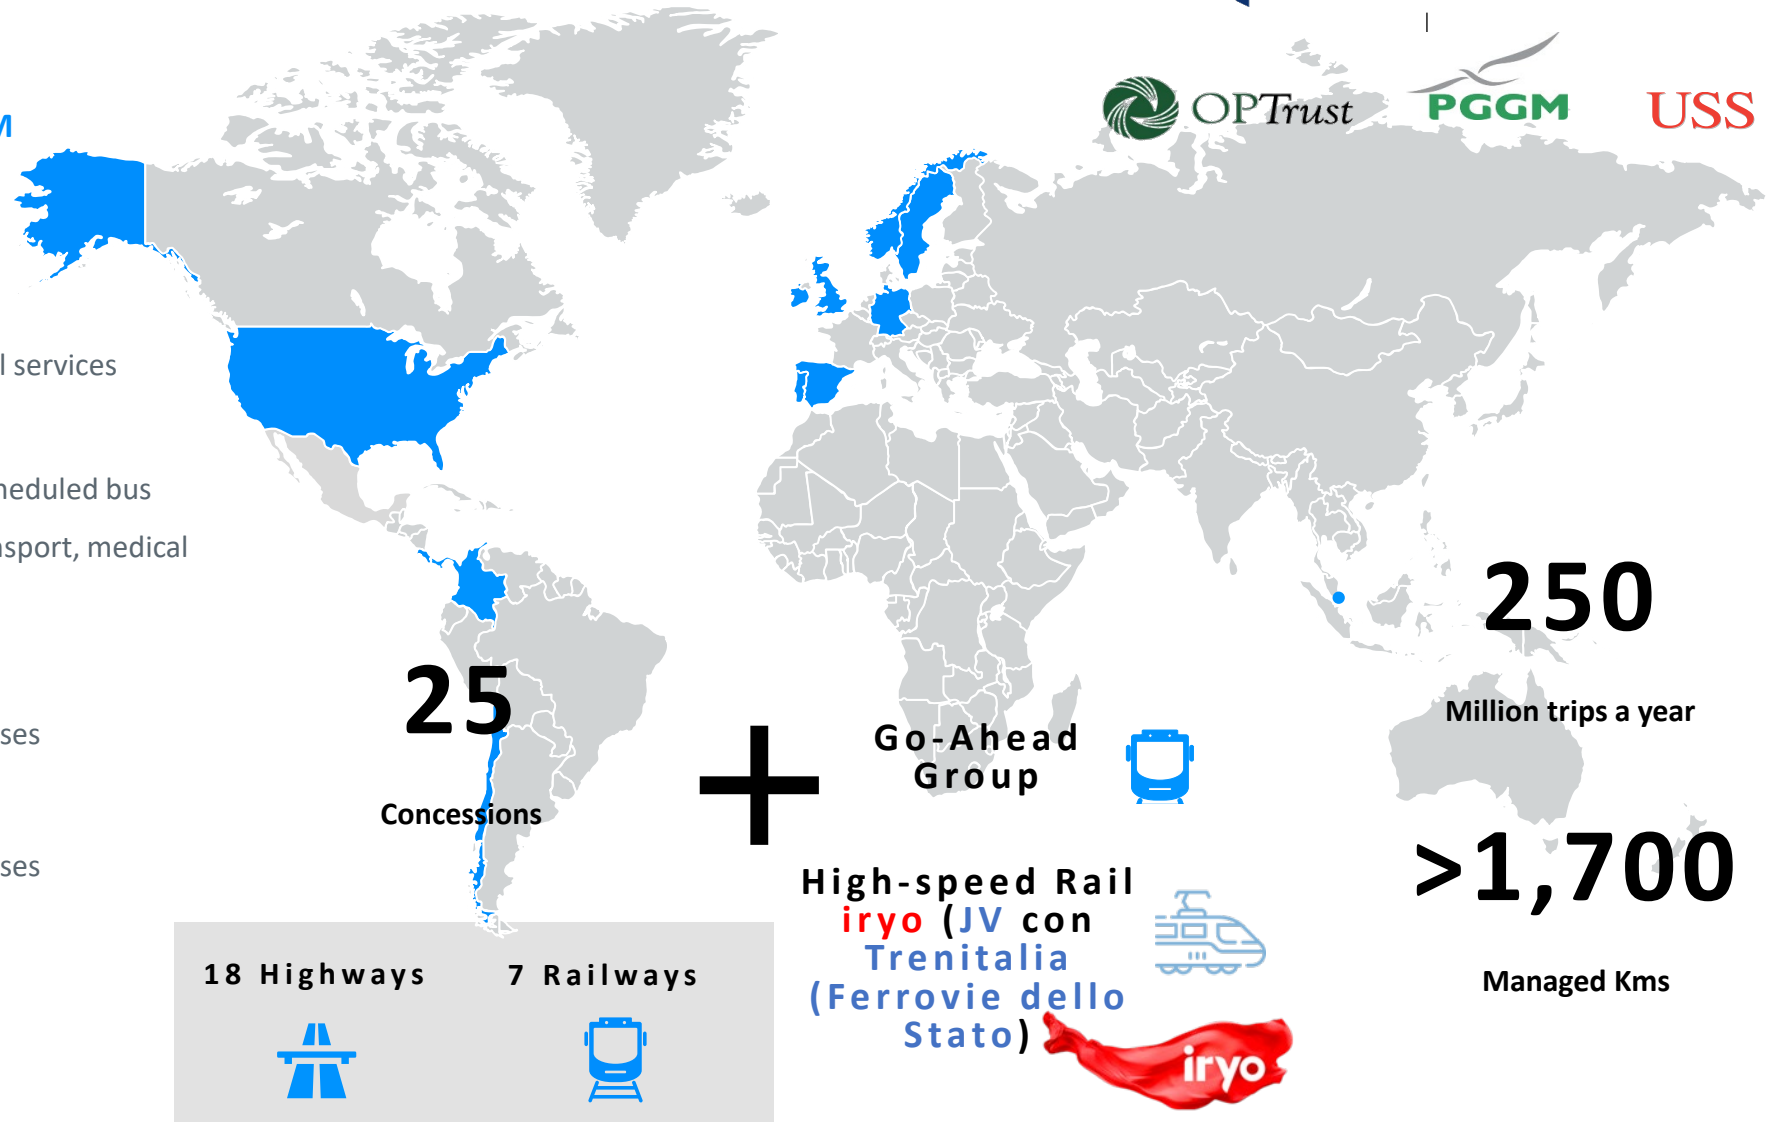 OPTrust
PGGM
USS
M
l services
heduled bus
nsport, medical
ses
ses
25
Concessions
18 Highways
7 Railways
+
Go-Ahead
Group
High-speed Rail
iryo (JV con
Trenitalia
(Ferrovie dello
Stato)
iryo
250
Million trips a year
>1,700
Managed Kms